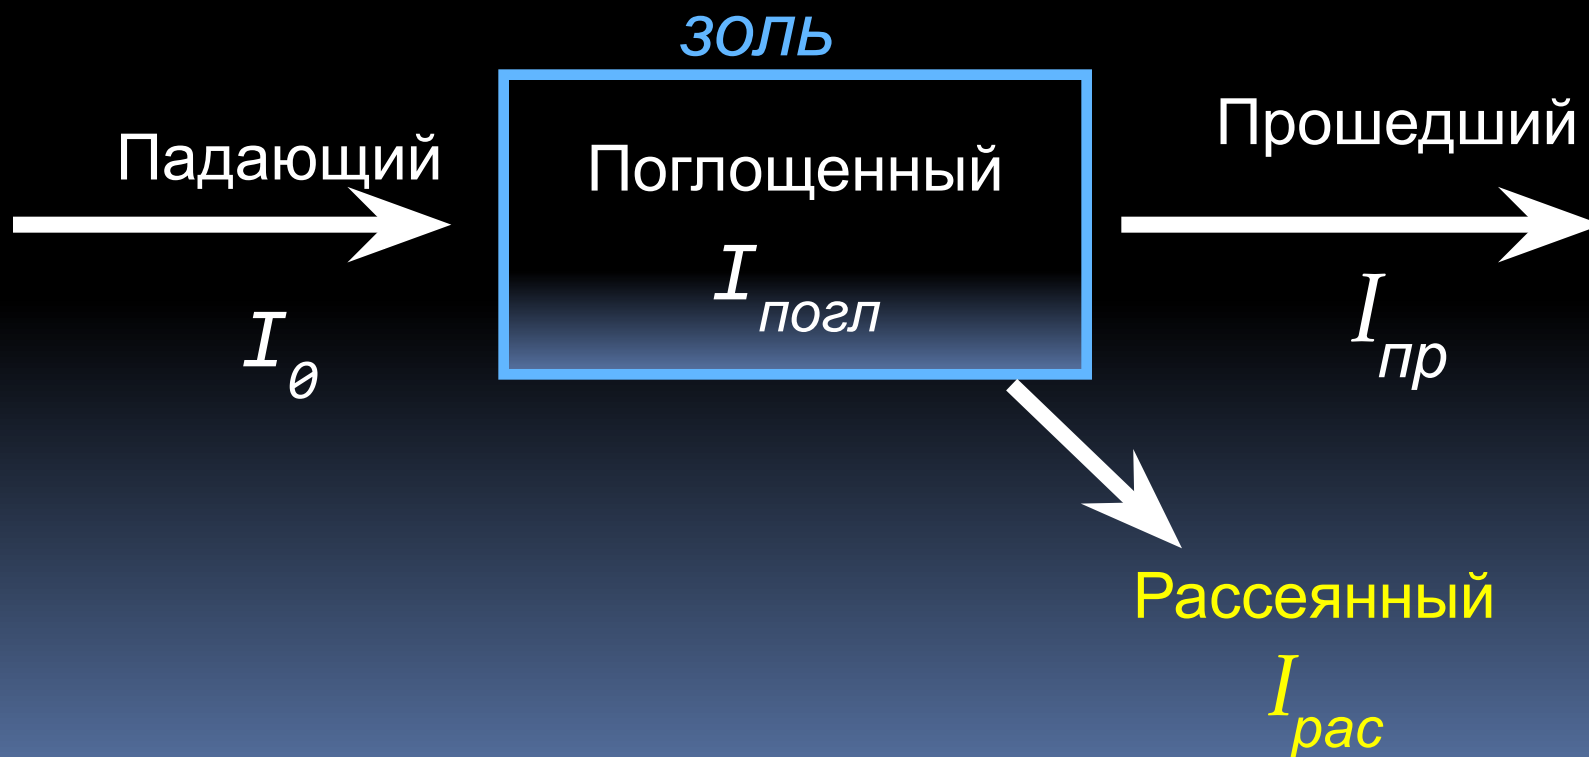 золь
Падающий
I0
Поглощенный
Iпогл
Прошедший
Iпр
Рассеянный
Iрас